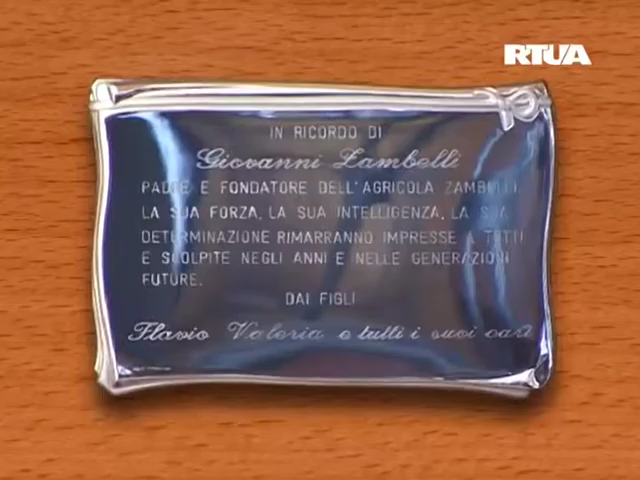 RTUA
IN RICORDO DI
Giovanni Zambelli
PADRE E FONDATORE DELL'AGRICOLA ZAMBELLI.
LA SUA FORZA, LA SUA INTELLIGENZA, LA SUA
DETERMINAZIONE RIMARRANNO IMPRESSE A TUTTI
E SCOLPITE NEGLI ANNI E NELLE GENERAZIONI
FUTURE.
DAI FIGLI
Flavio Valeria e tutti i suoi cari